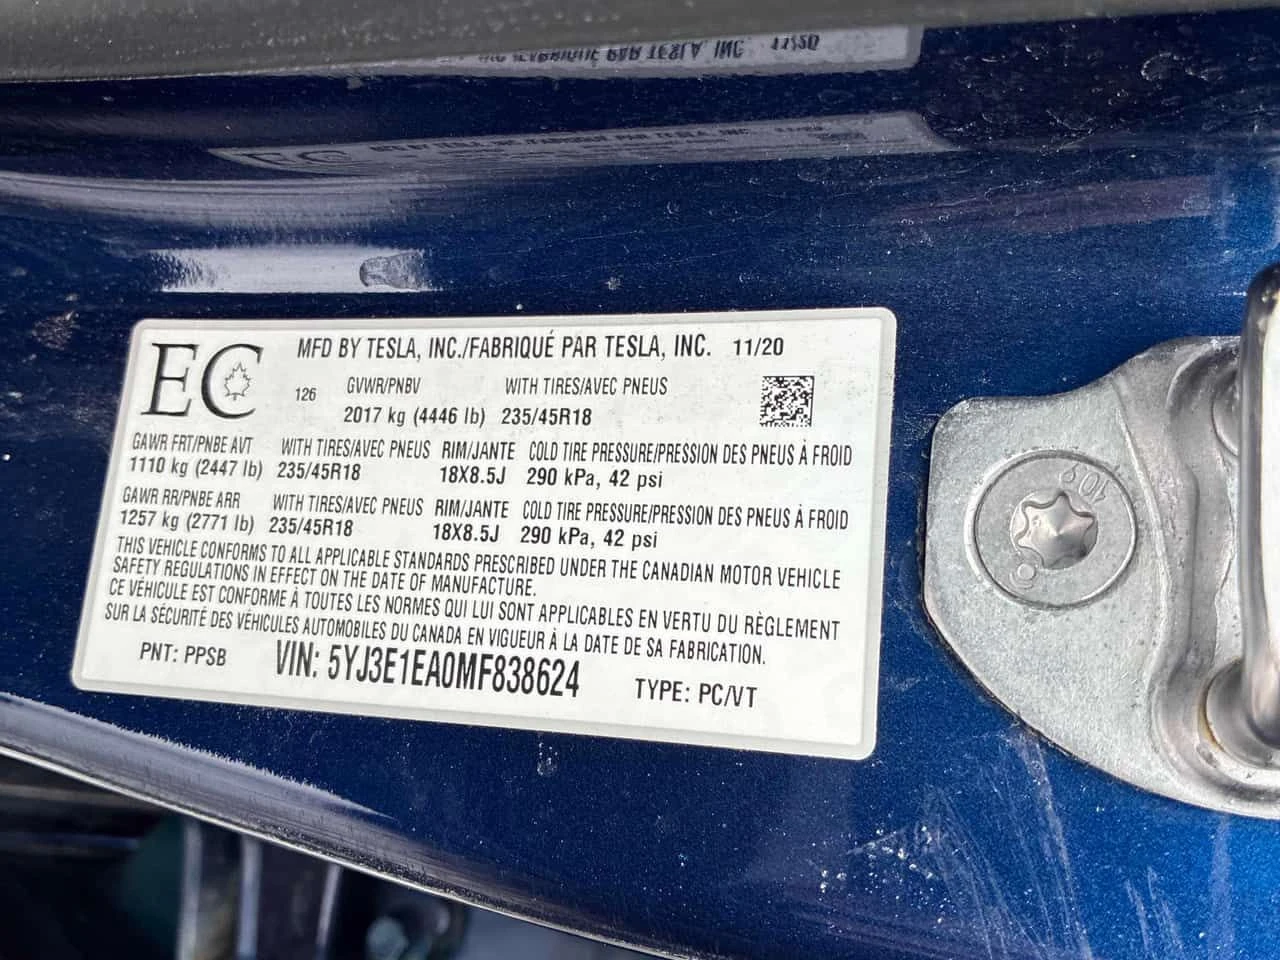 MFD BY TESLA, INC./FABRIQUÉ PAR TESLA, INC. 11/20
EC
126 GVWR/PNBV WITH TIRES/AVEC PNEUS
2017 kg (4446 lb) 235/45R18
GAWR FRT/PNBE AVT WITH TIRES/AVEC PNEUS RIM/JANTE COLD TIRE PRESSURE/PRESSION DES PNEUS À FROID
1110 kg (2447 lb) 235/45R18 18X8.5J 290 kPa, 42 psi
GAWR RR/PNBE ARR WITH TIRES/AVEC PNEUS RIM/JANTE COLD TIRE PRESSURE/PRESSION DES PNEUS À FROID
1257 kg (2771 lb) 235/45R18 18X8.5J 290 kPa, 42 psi
THIS VEHICLE CONFORMS TO ALL APPLICABLE STANDARDS PRESCRIBED UNDER THE CANADIAN MOTOR VEHICLE
SAFETY REGULATIONS IN EFFECT ON THE DATE OF MANUFACTURE.
CE VÉHICULE EST CONFORME À TOUTES LES NORMES QUI LUI SONT APPLICABLES EN VERTU DU RÈGLEMENT
SUR LA SÉCURITÉ DES VÉHICULES AUTOMOBILES DU CANADA EN VIGUEUR À LA DATE DE SA FABRICATION.
PNT: PPSB VIN: 5YJ3E1EA0MF838624 TYPE: PC/VT
10.9